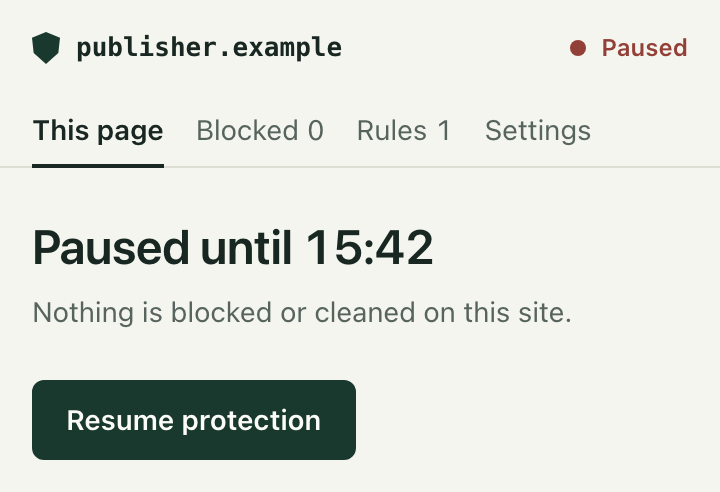 publisher.example
Paused
This page Blocked 0 Rules 1 Settings
Paused until 15:42
Nothing is blocked or cleaned on this site.
Resume protection